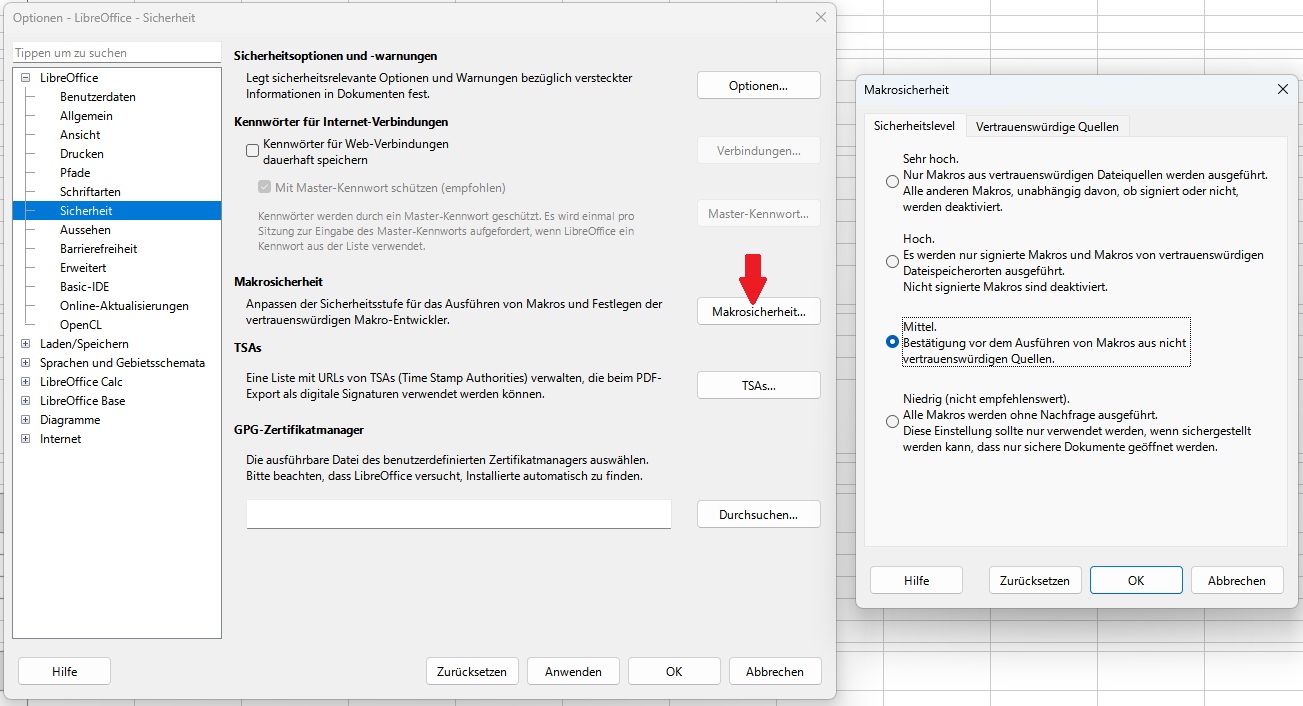 Optionen - LibreOffice - Sicherheit
Tippen um zu suchen
LibreOffice
Benutzerdaten
Allgemein
Ansicht
Drucken
Pfade
Schriftarten
Sicherheit
Aussehen
Barrierefreiheit
Erweitert
Basic-IDE
Online-Aktualisierungen
OpenCL
Laden/Speichern
Sprachen und Gebietsschemata
LibreOffice Calc
LibreOffice Base
Diagramme
Internet
Sicherheitsoptionen und -warnungen
Legt sicherheitsrelevante Optionen und Warnungen bezüglich versteckter
Informationen in Dokumenten fest.
Optionen...
Kennwörter für Internet-Verbindungen
Kennwörter für Web-Verbindungen
dauerhaft speichern
Verbindungen...
Mit Master-Kennwort schützen (empfohlen)
Kennwörter werden durch ein Master-Kennwort geschützt. Es wird einmal pro
Sitzung zur Eingabe des Master-Kennworts aufgefordert, wenn LibreOffice ein
Kennwort aus der Liste verwendet.
Master-Kennwort...
Makrosicherheit
Anpassen der Sicherheitsstufe für das Ausführen von Makros und Festlegen der
vertrauenswürdigen Makro-Entwickler.
Makrosicherheit...
TSAs
Eine Liste mit URLs von TSAs (Time Stamp Authorities) verwalten, die beim PDF-
Export als digitale Signaturen verwendet werden können.
TSAs...
GPG-Zertifikatmanager
Die ausführbare Datei des benutzerdefinierten Zertifikatmanagers auswählen.
Bitte beachten, dass LibreOffice versucht, Installierte automatisch zu finden.
Durchsuchen...
Hilfe
Zurücksetzen
Anwenden
OK
Abbrechen
Makrosicherheit
Sicherheitslevel
Vertrauenswürdige Quellen
Sehr hoch.
Nur Makros aus vertrauenswürdigen Dateiquellen werden ausgeführt.
Alle anderen Makros, unabhängig davon, ob signiert oder nicht,
werden deaktiviert.
Hoch.
Es werden nur signierte Makros und Makros von vertrauenswürdigen
Dateispeicherorten ausgeführt.
Nicht signierte Makros sind deaktiviert.
Mittel.
Bestätigung vor dem Ausführen von Makros aus nicht
vertrauenswürdigen Quellen.
Niedrig (nicht empfehlenswert).
Alle Makros werden ohne Nachfrage ausgeführt.
Diese Einstellung sollte nur verwendet werden, wenn sichergestellt
werden kann, dass nur sichere Dokumente geöffnet werden.
Hilfe
Zurücksetzen
OK
Abbrechen